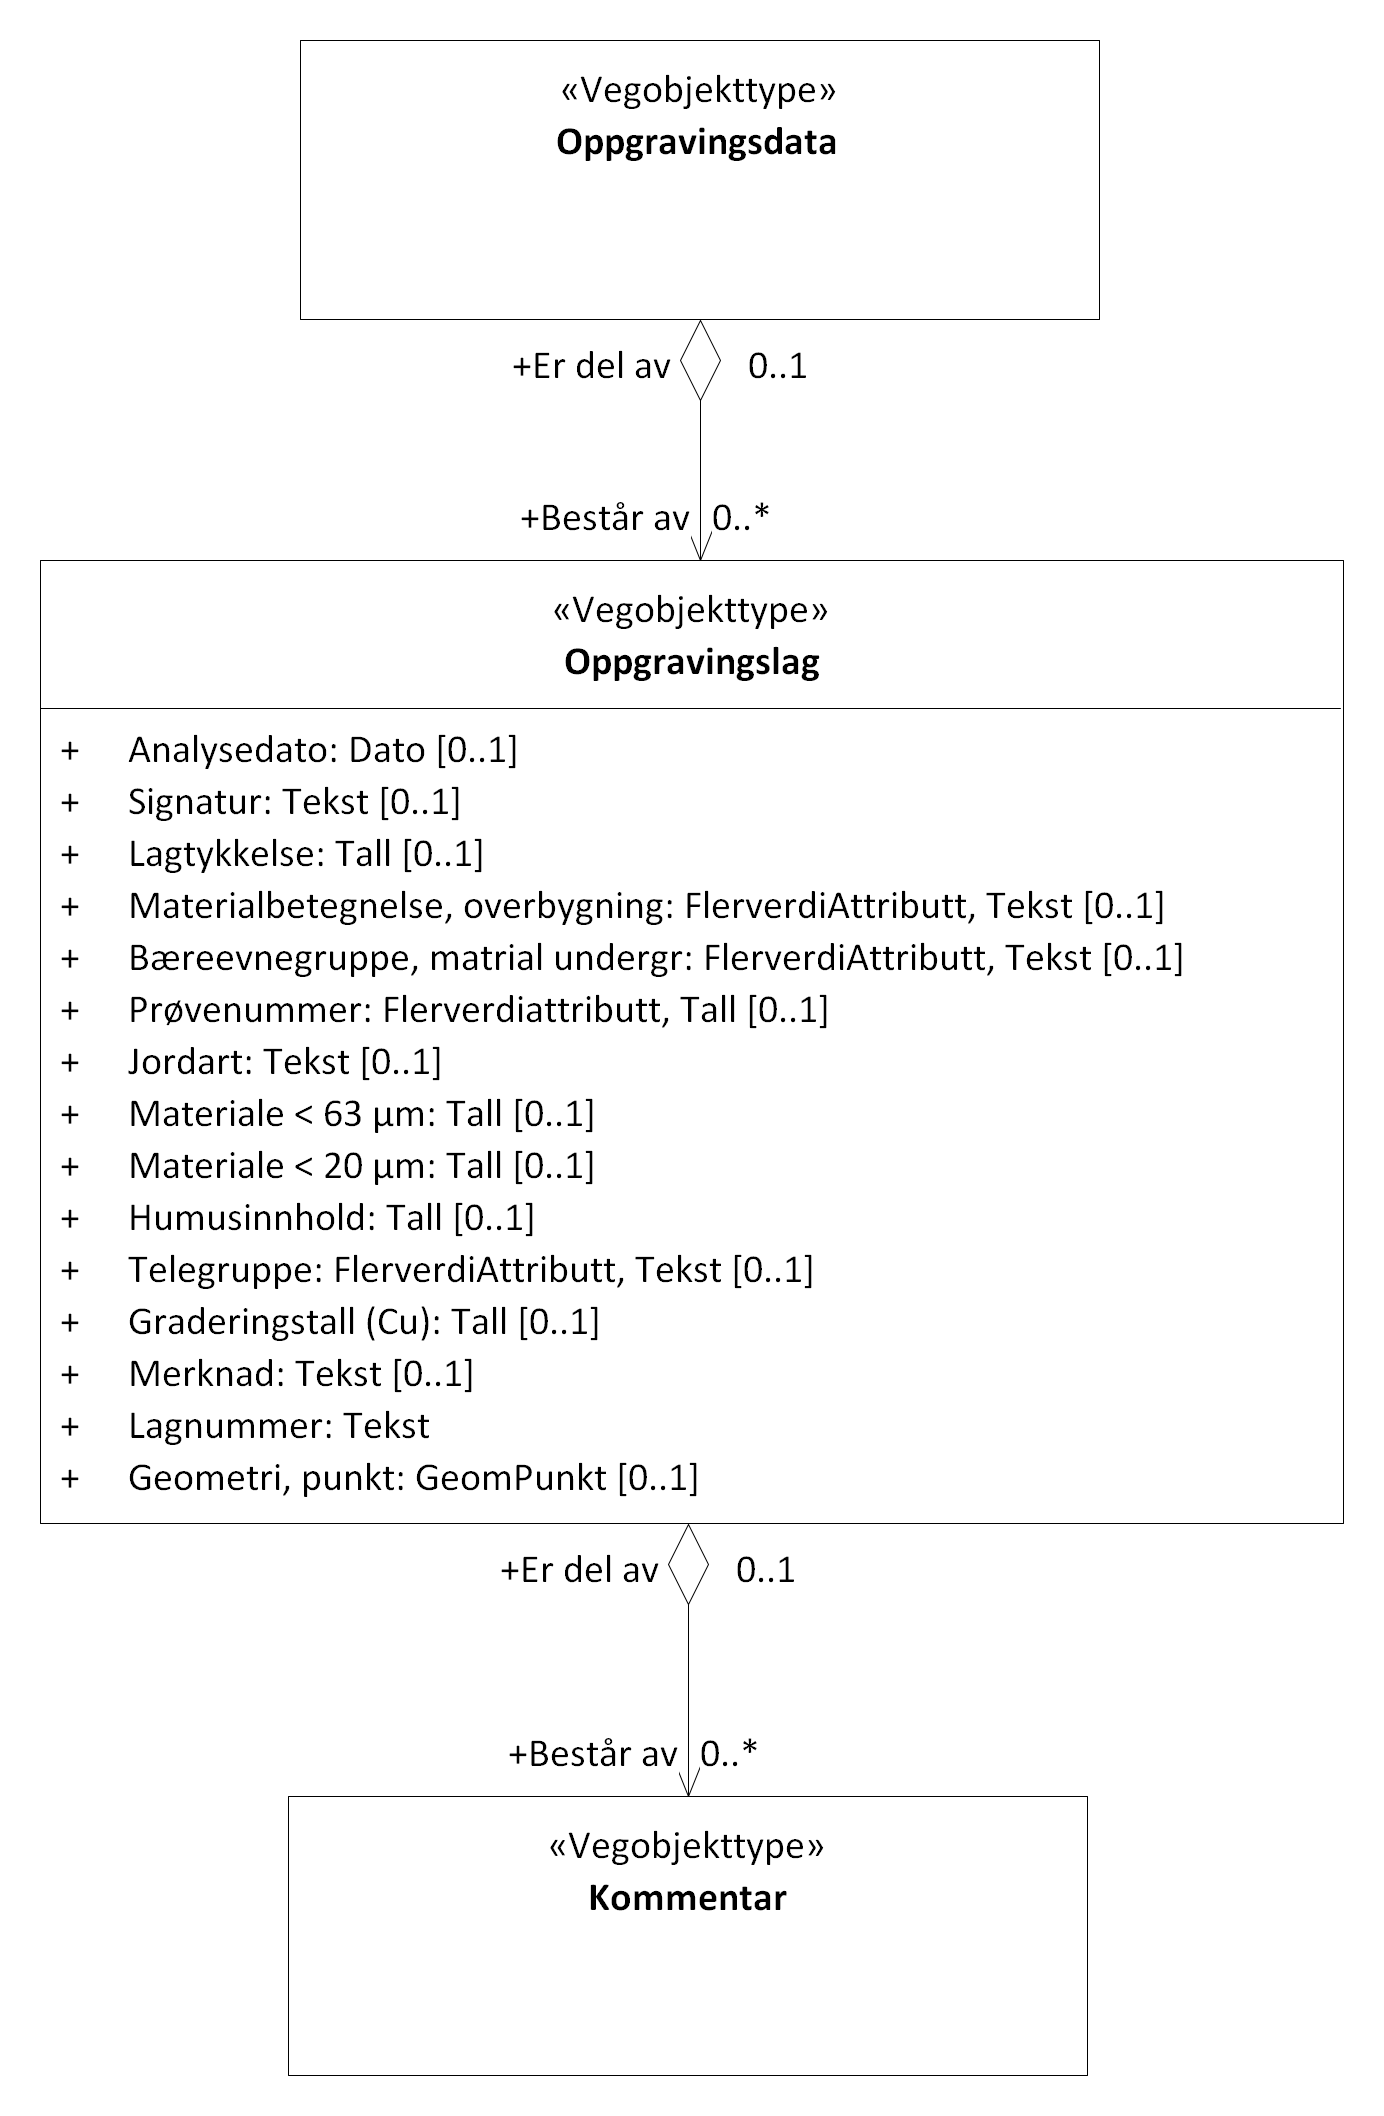 «Vegobjekttype»
Oppgravingsdata
+Er del av 0..1
+Består av 0..*
«Vegobjekttype»
Oppgravingslag
+ Analysedato: Dato [0..1]
+ Signatur: Tekst [0..1]
+ Lagtykkelse: Tall [0..1]
+ Materialbetegnelse, overbygning: FlerverdiAttributt, Tekst [0..1]
+ Bæreevnegruppe, matrial undergr: FlerverdiAttributt, Tekst [0..1]
+ Prøvenummer: Flerverdiattributt, Tall [0..1]
+ Jordart: Tekst [0..1]
+ Materiale < 63 µm: Tall [0..1]
+ Materiale < 20 µm: Tall [0..1]
+ Humusinnhold: Tall [0..1]
+ Telegruppe: FlerverdiAttributt, Tekst [0..1]
+ Graderingstall (Cu): Tall [0..1]
+ Merknad: Tekst [0..1]
+ Lagnummer: Tekst
+ Geometri, punkt: GeomPunkt [0..1]
+Er del av 0..1
+Består av 0..*
«Vegobjekttype»
Kommentar